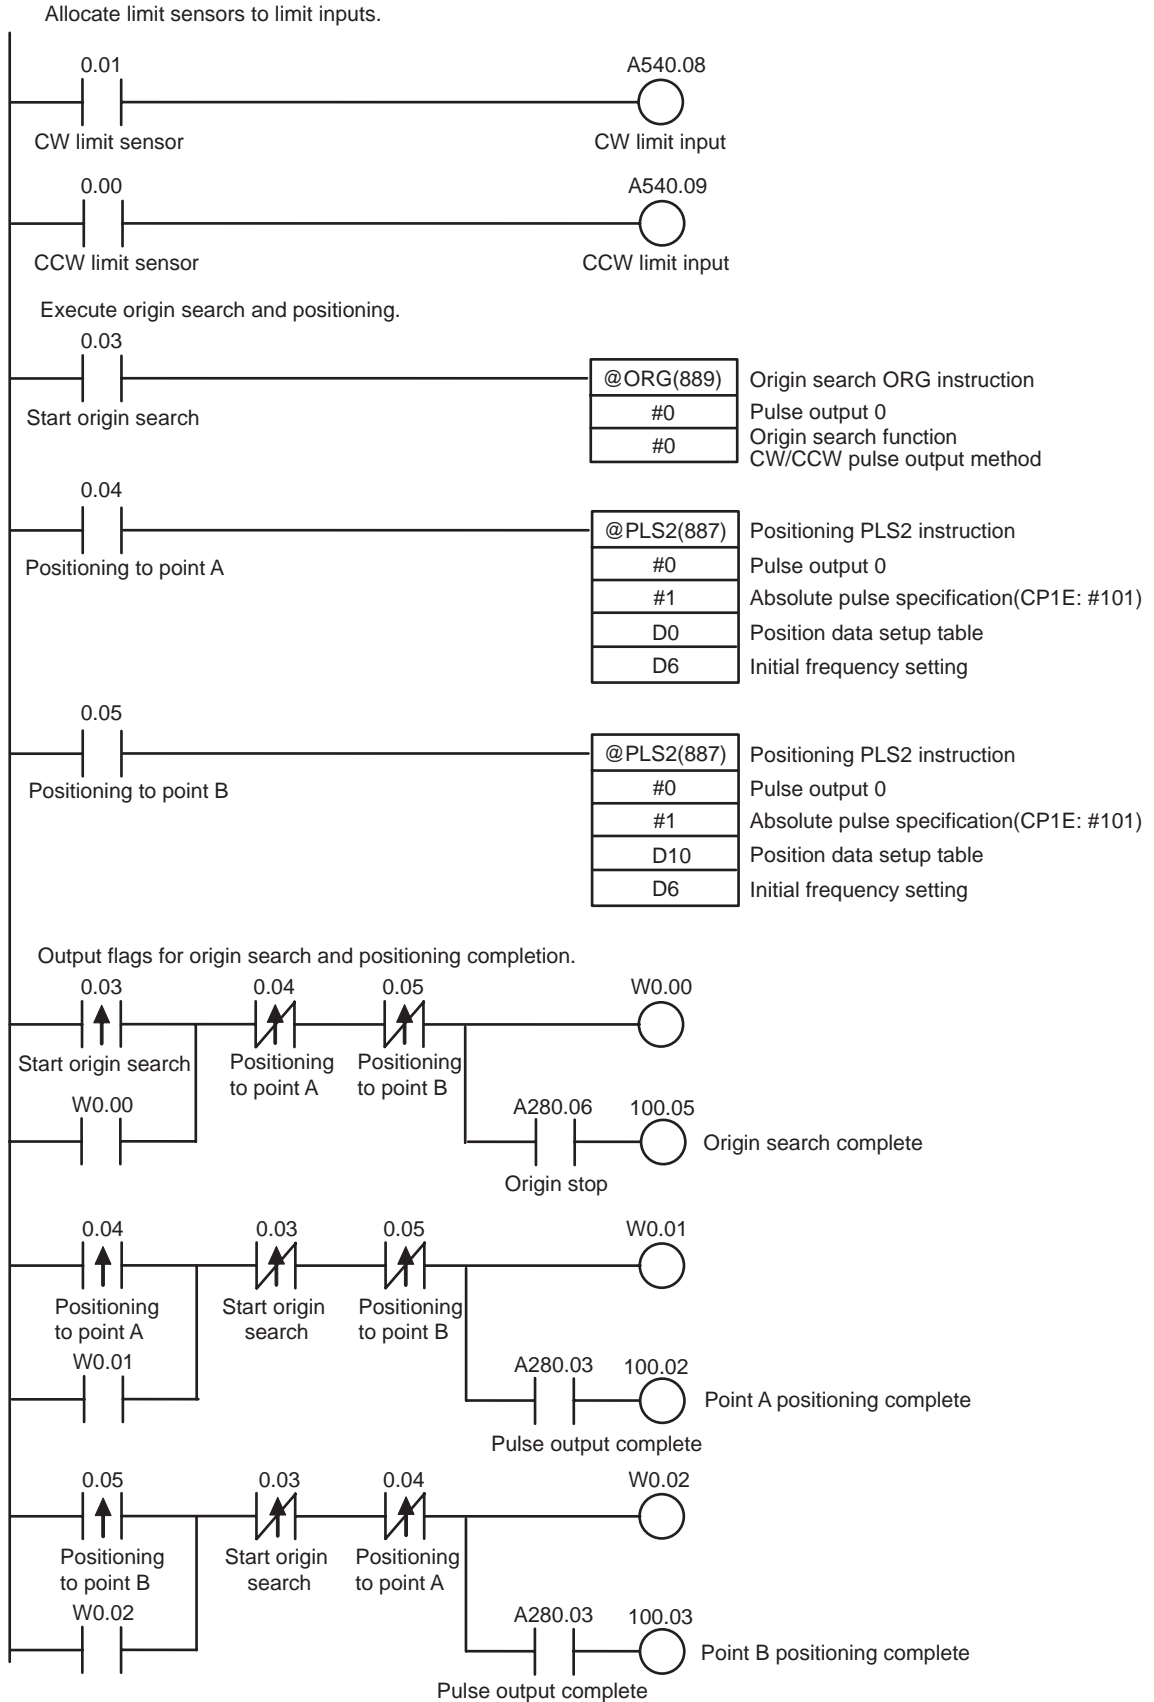 Allocate limit sensors to limit inputs.
0.01 A540.08
CW limit sensor CW limit input
0.00 A540.09
CCW limit sensor CCW limit input
Execute origin search and positioning.
0.03
@ORG(889) Origin search ORG instruction
Start origin search
#0 Pulse output 0
#0 Origin search function
CW/CCW pulse output method
0.04
@PLS2(887) Positioning PLS2 instruction
Positioning to point A
#0 Pulse output 0
#1 Absolute pulse specification(CP1E: #101)
D0 Position data setup table
D6 Initial frequency setting
0.05
@PLS2(887) Positioning PLS2 instruction
Positioning to point B
#0 Pulse output 0
#1 Absolute pulse specification(CP1E: #101)
D10 Position data setup table
D6 Initial frequency setting
Output flags for origin search and positioning completion.
0.03 0.04 0.05 W0.00
Start origin search Positioning Positioning
to point A to point B
W0.00 A280.06 100.05
Origin search complete
Origin stop
0.04 0.03 0.05 W0.01
Positioning Start origin Positioning
to point A search to point B
W0.01 A280.03 100.02
Point A positioning complete
Pulse output complete
0.05 0.03 0.04 W0.02
Positioning Start origin Positioning
to point B search to point A
W0.02 A280.03 100.03
Point B positioning complete
Pulse output complete